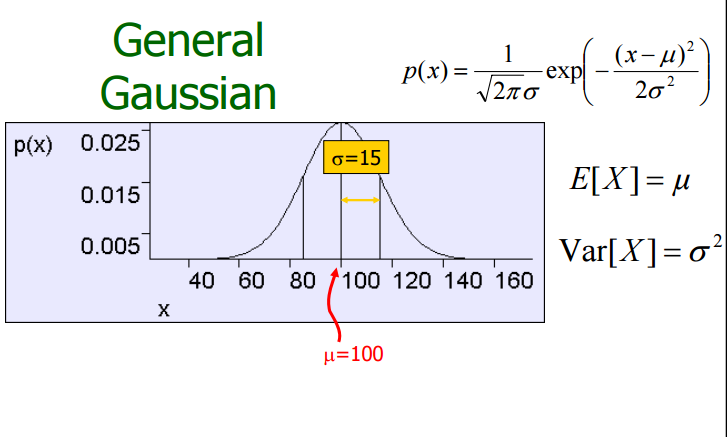 General
Gaussian
p(x) = 1/(√(2π)σ) exp(−(x − μ)²/(2σ²))
p(x)
0.025
0.015
0.005
σ=15
40 60 80 100 120 140 160
x
μ=100
E[X] = μ
Var[X] = σ²